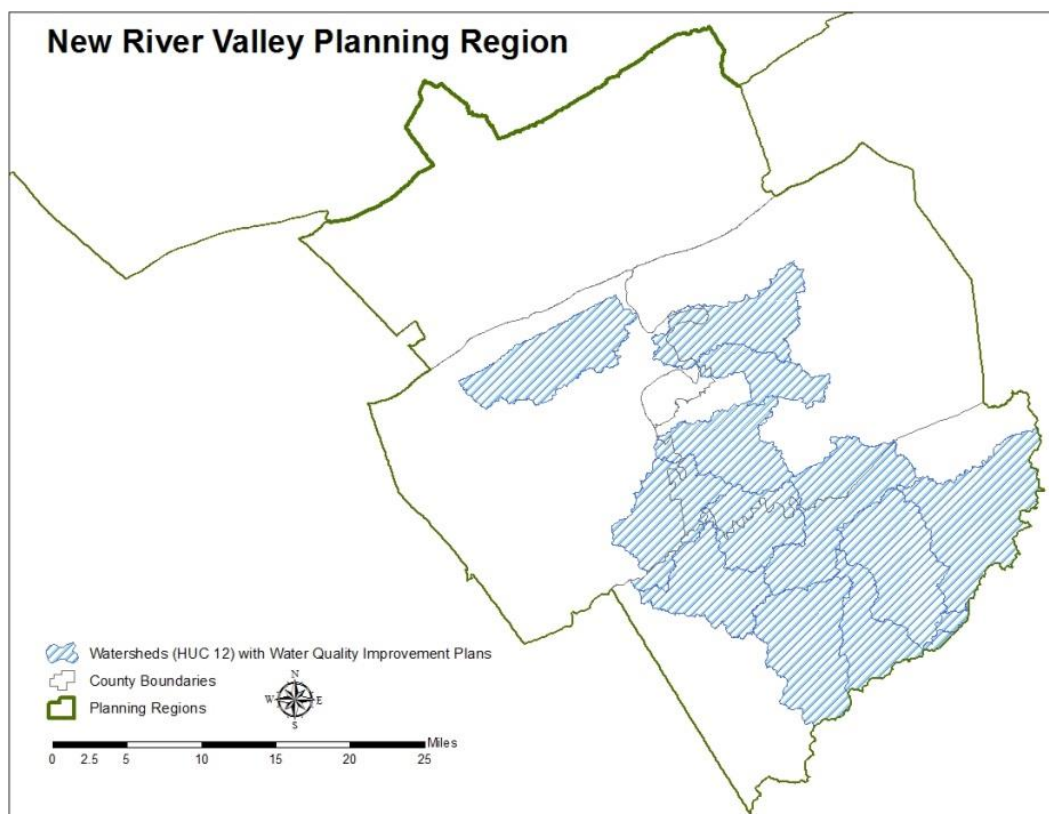 New River Valley Planning Region
Watersheds (HUC 12) with Water Quality Improvement Plans
County Boundaries
Planning Regions
N
W E
S
Miles
0 2.5 5 10 15 20 25